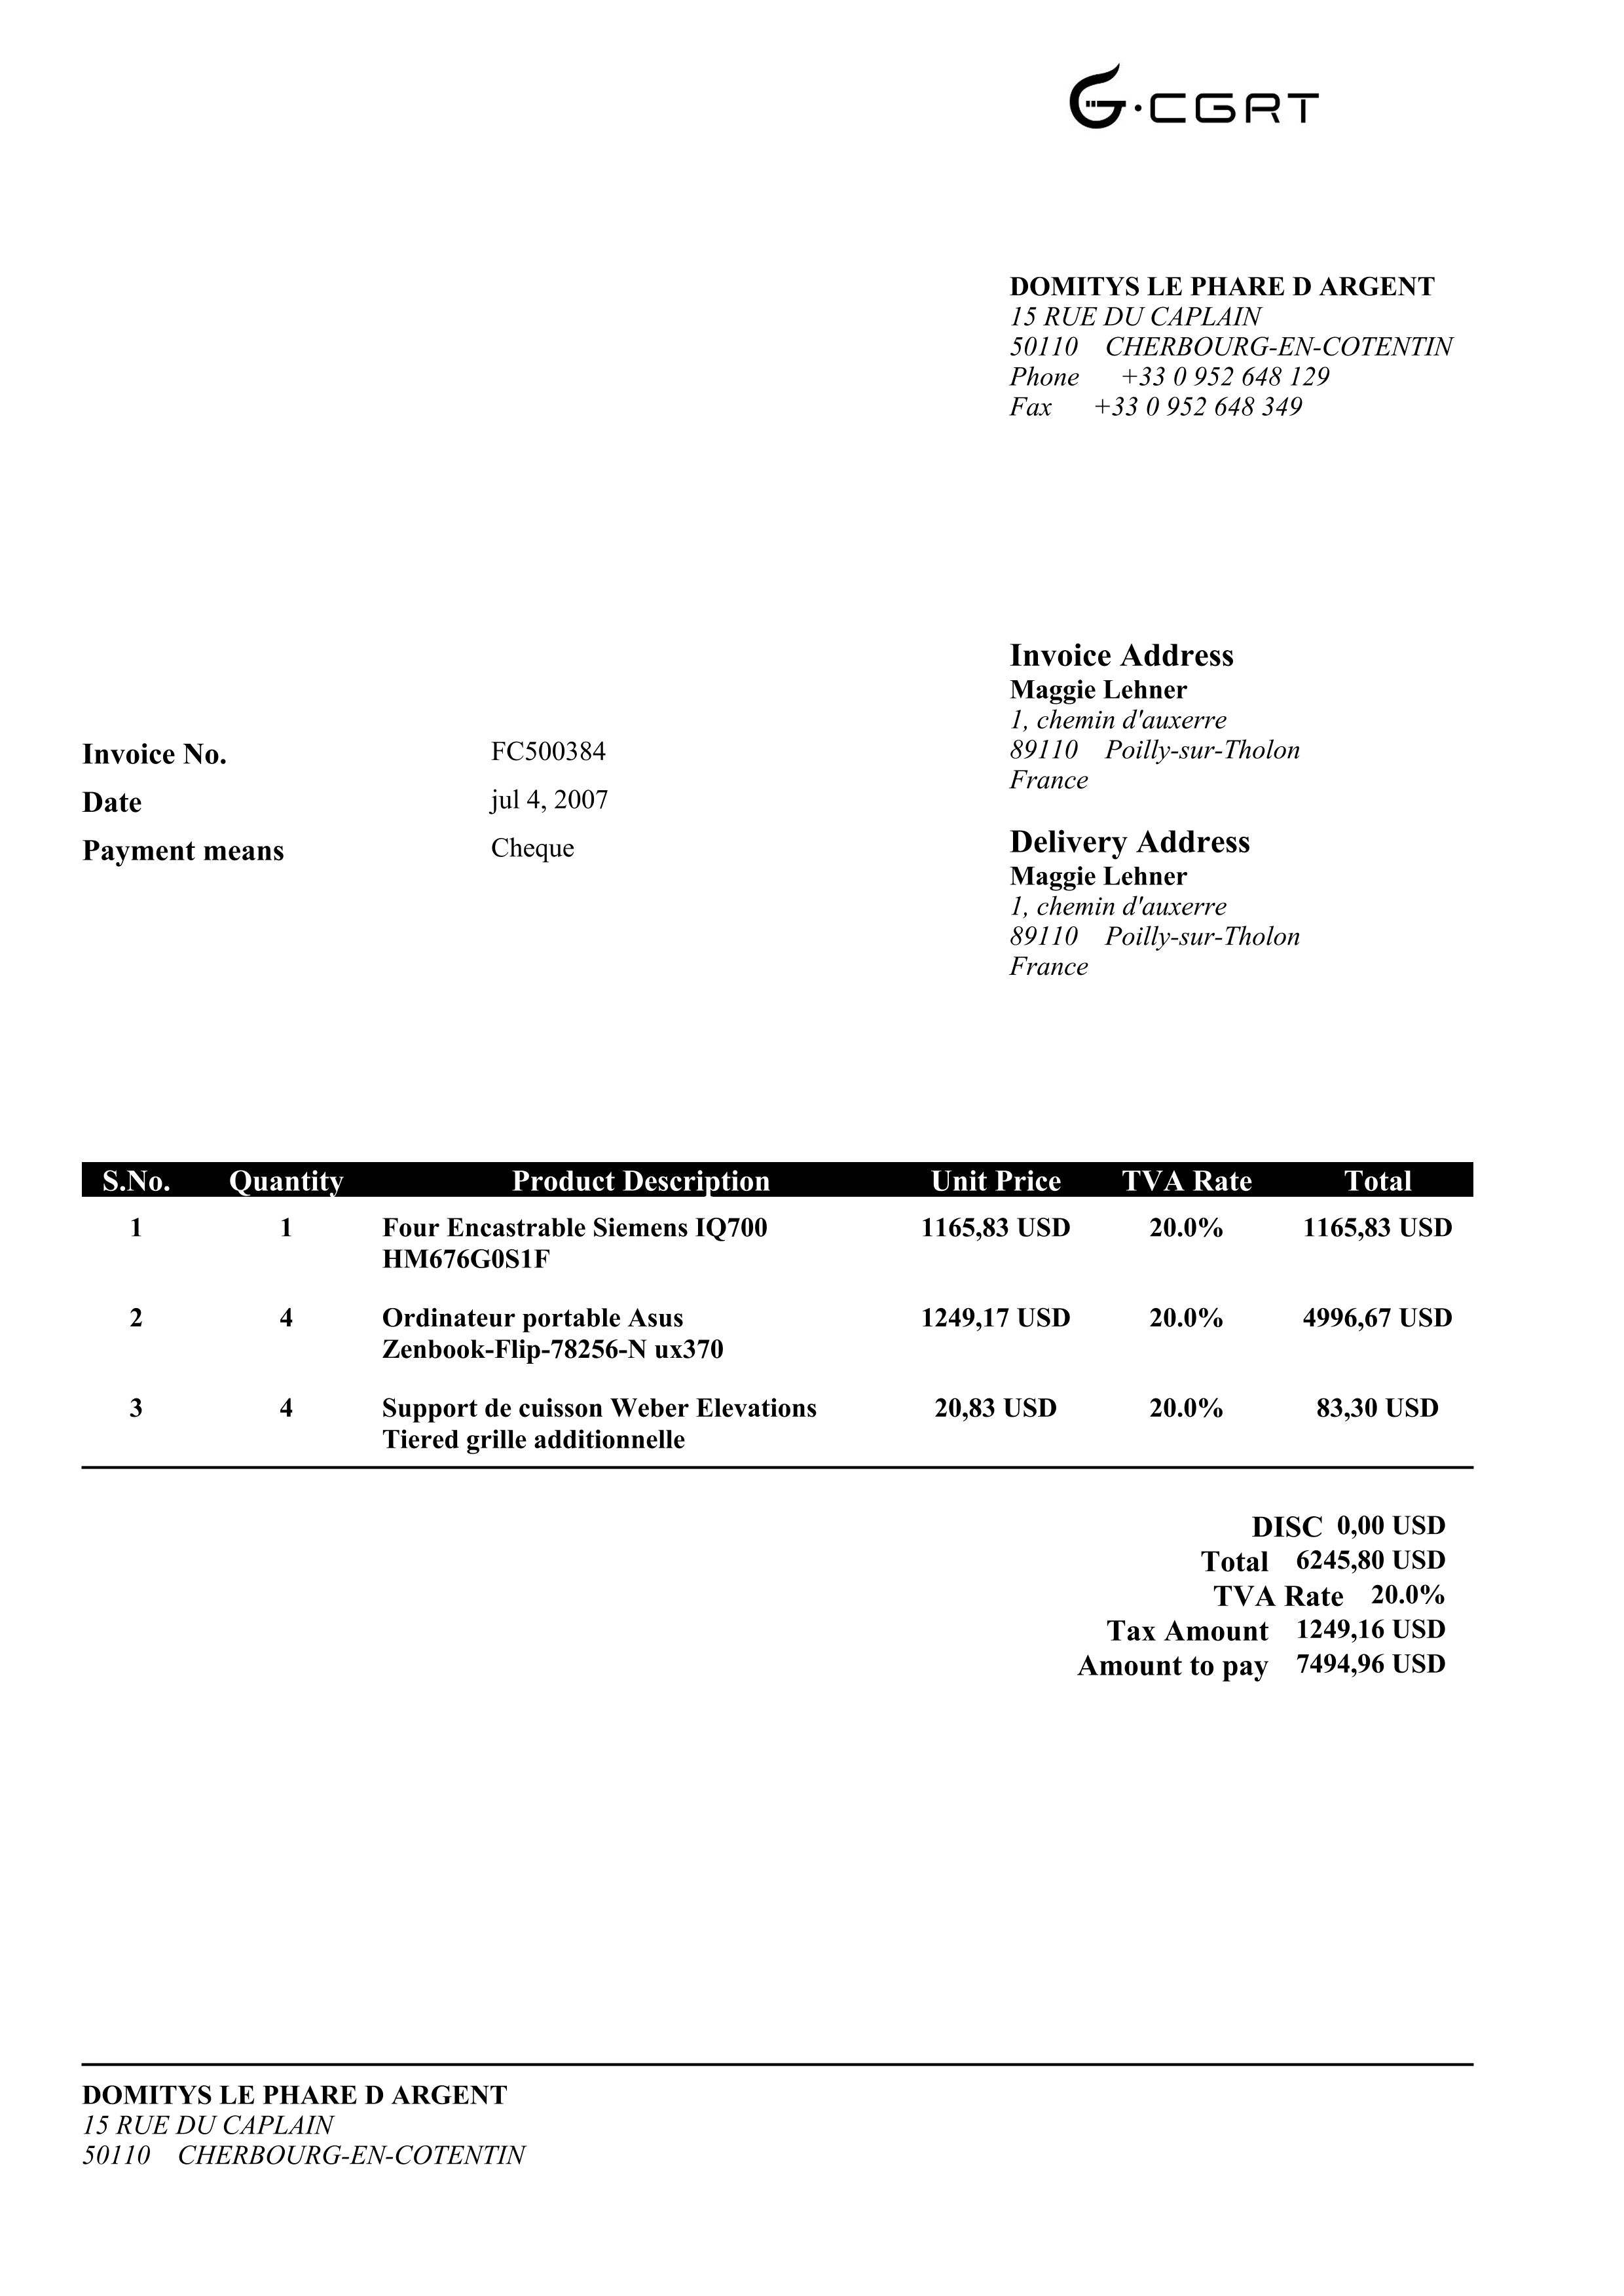 G·CGRT
DOMITYS LE PHARE D ARGENT
15 RUE DU CAPLAIN
50110 CHERBOURG-EN-COTENTIN
Phone +33 0 952 648 129
Fax +33 0 952 648 349
Invoice Address
Maggie Lehner
1, chemin d'auxerre
89110 Poilly-sur-Tholon
France
Invoice No. FC500384
Date jul 4, 2007
Payment means Cheque
Delivery Address
Maggie Lehner
1, chemin d'auxerre
89110 Poilly-sur-Tholon
France
S.No. Quantity Product Description Unit Price TVA Rate Total
1 1 Four Encastrable Siemens IQ700 1165,83 USD 20.0% 1165,83 USD
HM676G0S1F
2 4 Ordinateur portable Asus 1249,17 USD 20.0% 4996,67 USD
Zenbook-Flip-78256-N ux370
3 4 Support de cuisson Weber Elevations 20,83 USD 20.0% 83,30 USD
Tiered grille additionnelle
DISC 0,00 USD
Total 6245,80 USD
TVA Rate 20.0%
Tax Amount 1249,16 USD
Amount to pay 7494,96 USD
DOMITYS LE PHARE D ARGENT
15 RUE DU CAPLAIN
50110 CHERBOURG-EN-COTENTIN